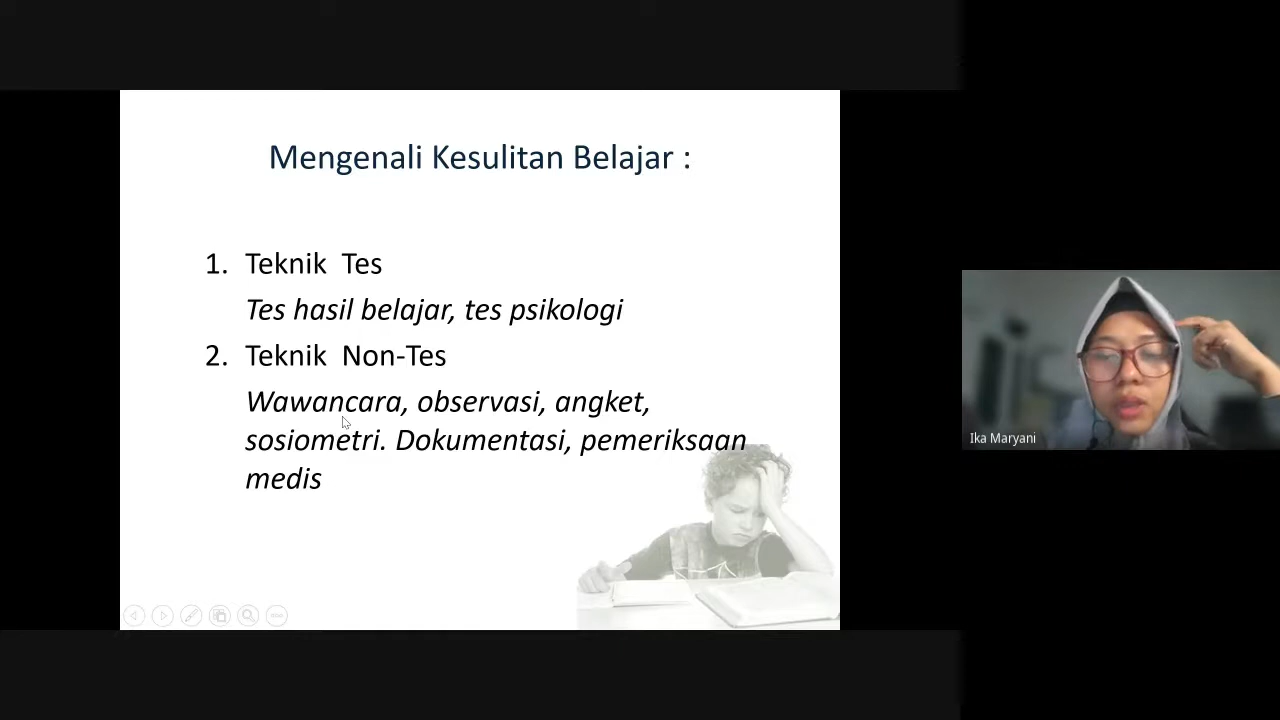 Mengenali Kesulitan Belajar :
1. Teknik Tes
Tes hasil belajar, tes psikologi
2. Teknik Non-Tes
Wawancara, observasi, angket,
sosiometri. Dokumentasi, pemeriksaan
medis
Ika Maryani